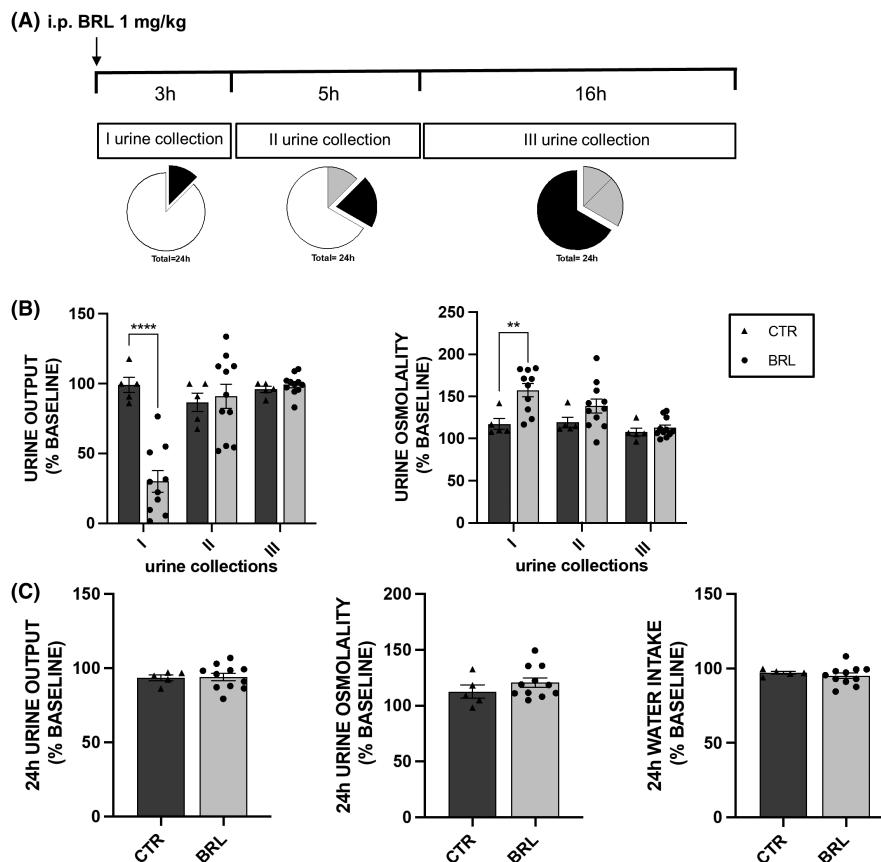 (A) i.p. BRL 1 mg/kg
3h 5h 16h
I urine collection II urine collection III urine collection
Total=24h Total= 24h Total= 24h
(B)
URINE OUTPUT
(% BASELINE)
150
100
50
0
****
I II III
urine collections
URINE OSMOLALITY
(% BASELINE)
250
200
150
100
50
0
**
I II III
urine collections
CTR
BRL
(C)
24h URINE OUTPUT
(% BASELINE)
150
100
50
0
CTR BRL
24h URINE OSMOLALITY
(% BASELINE)
200
150
100
50
0
CTR BRL
24h WATER INTAKE
(% BASELINE)
150
100
50
0
CTR BRL